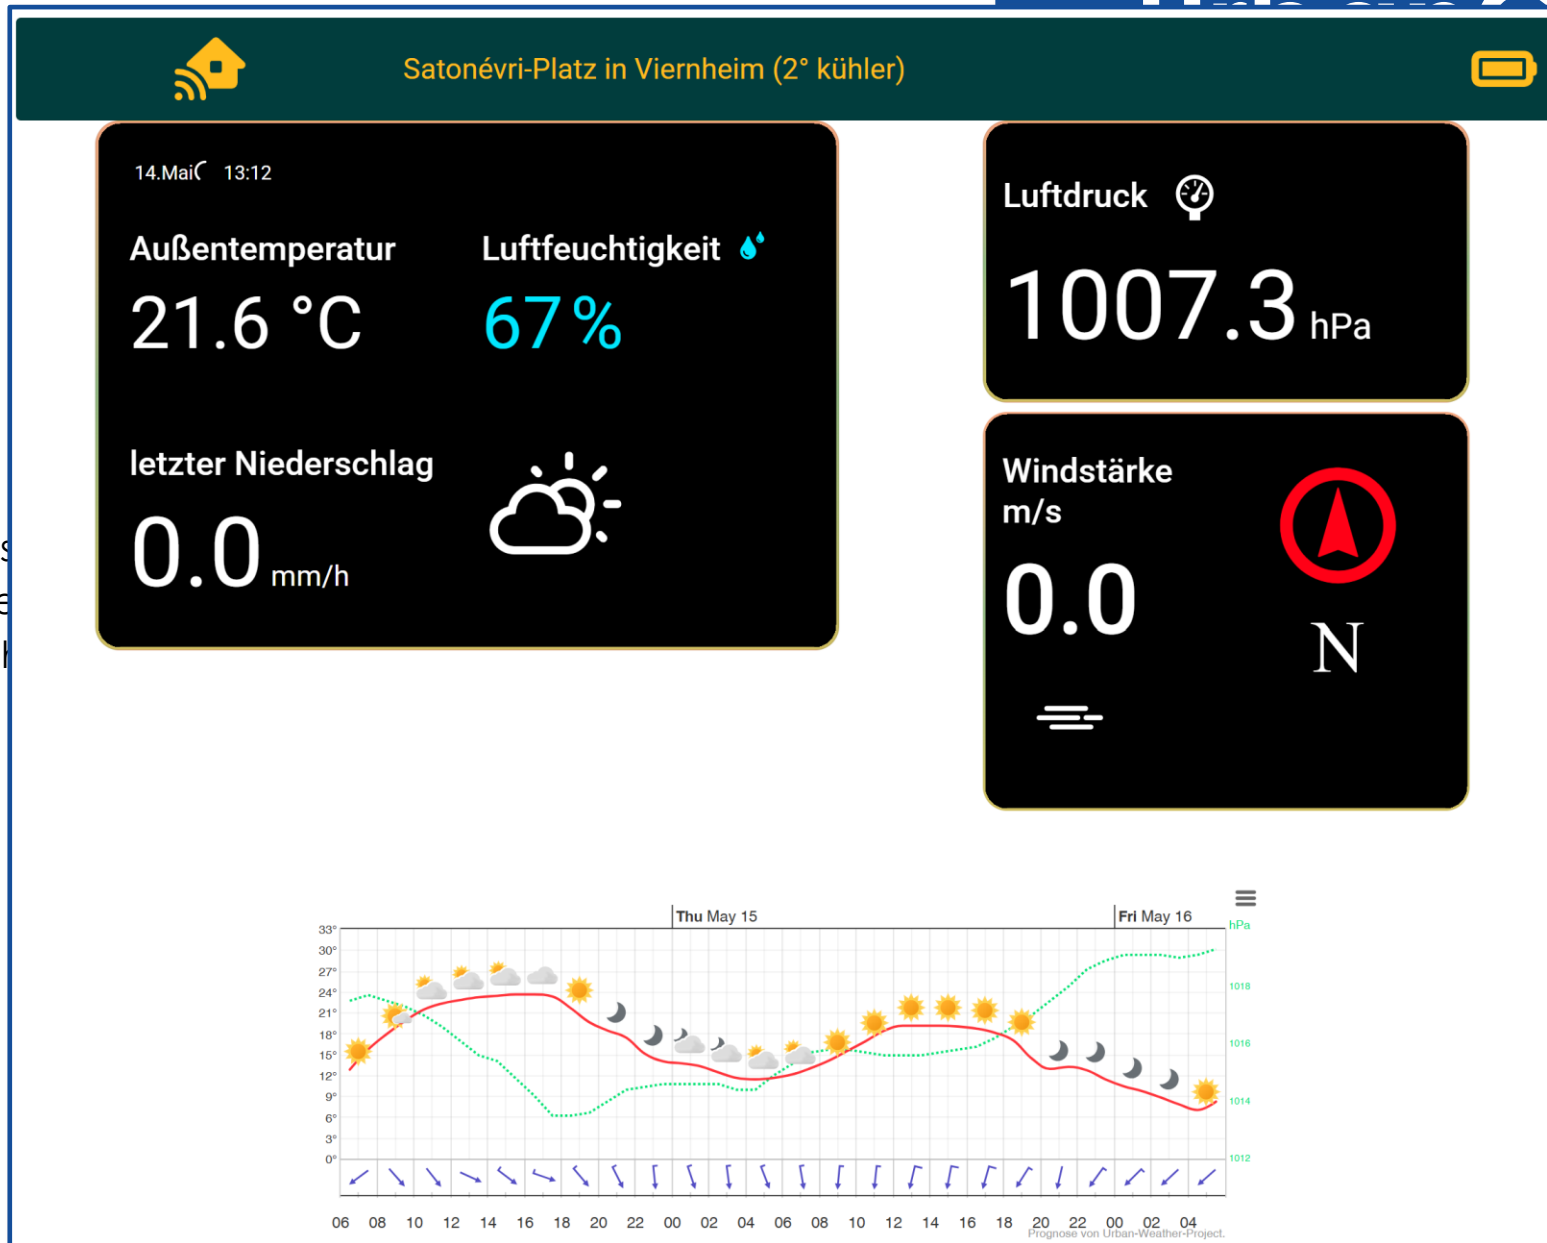 Satonévri-Platz in Viernheim (2° kühler)
14.Mai 13:12
Außentemperatur
21.6 °C
Luftfeuchtigkeit
67%
letzter Niederschlag
0.0 mm/h
Luftdruck
1007.3 hPa
Windstärke
m/s
0.0
N
Thu May 15
Fri May 16
hPa
33°
30°
27°
24°
21°
18°
15°
12°
9°
6°
3°
0°
1018
1016
1014
1012
06 08 10 12 14 16 18 20 22 00 02 04 06 08 10 12 14 16 18 20 22 00 02 04
Prognose von Urban-Weather-Project.